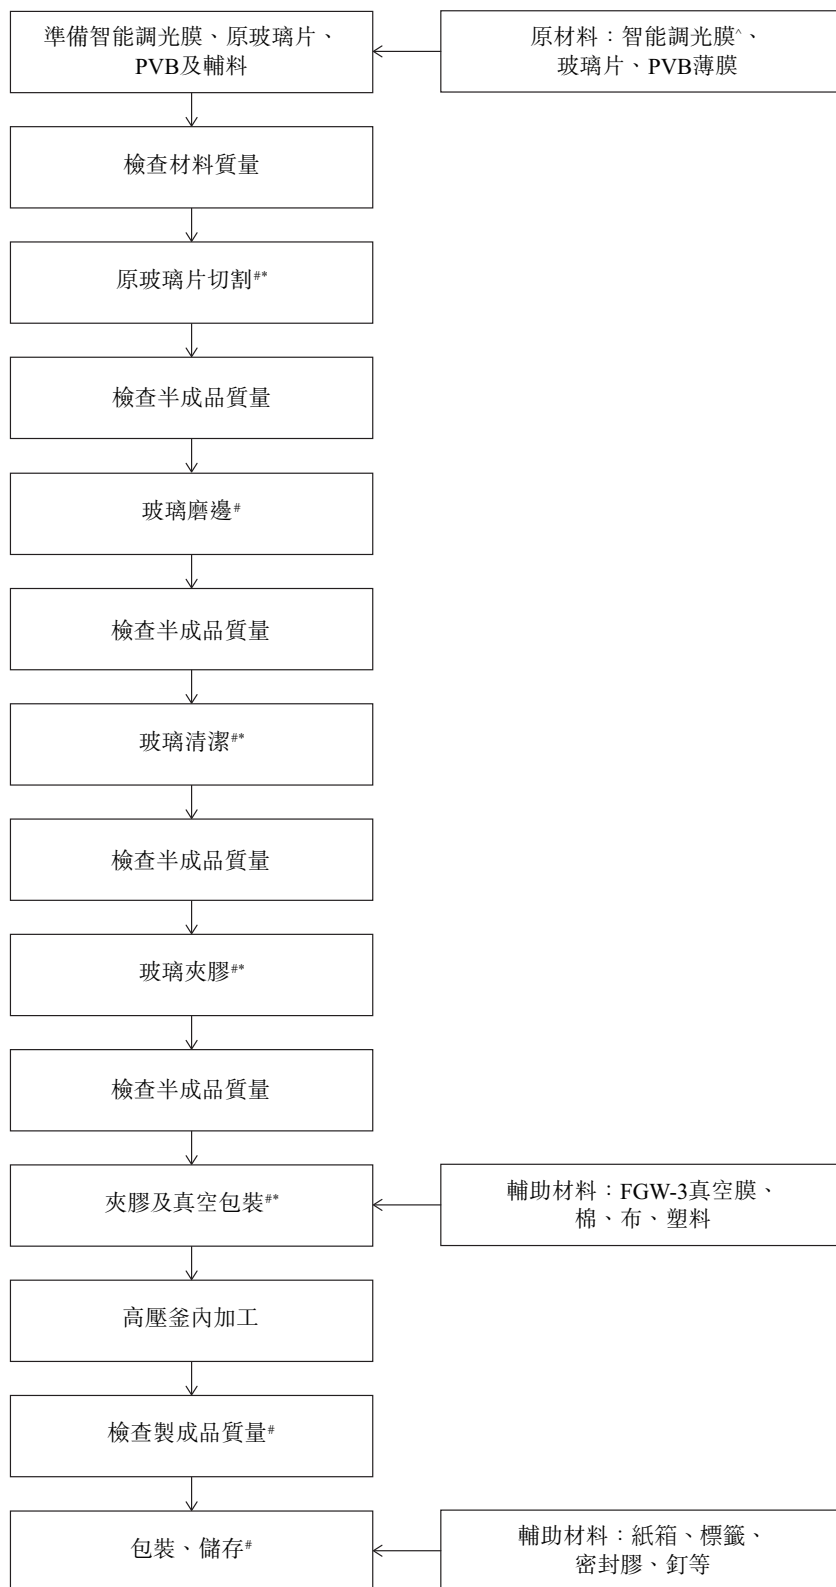 準備智能調光膜、原玻璃片、
PVB及輔料
原材料：智能調光膜^、
玻璃片、PVB薄膜
檢查材料質量
原玻璃片切割#*
檢查半成品質量
玻璃磨邊#
檢查半成品質量
玻璃清潔#*
檢查半成品質量
玻璃夾膠#*
檢查半成品質量
夾膠及真空包裝#*
輔助材料：FGW-3真空膜、
棉、布、塑料
高壓釜內加工
檢查製成品質量#
包裝、儲存#
輔助材料：紙箱、標籤、
密封膠、釘等